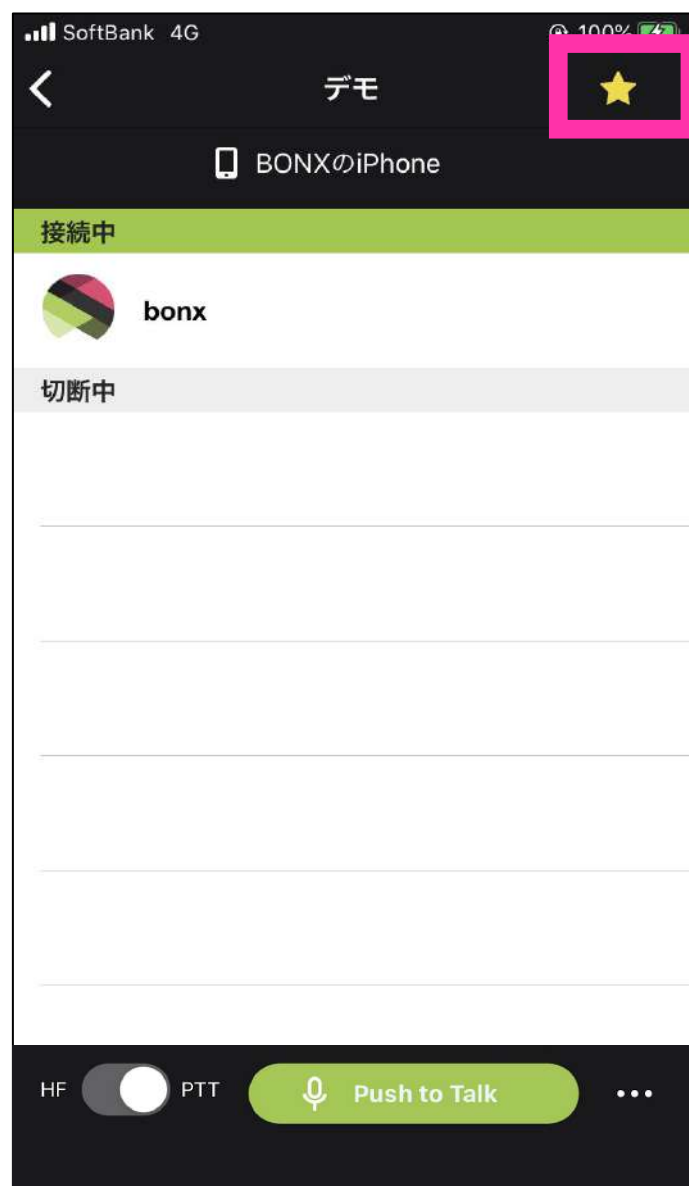 SoftBank 4G 100%
デモ
BONXのiPhone
接続中
bonx
切断中
HF PTT Push to Talk